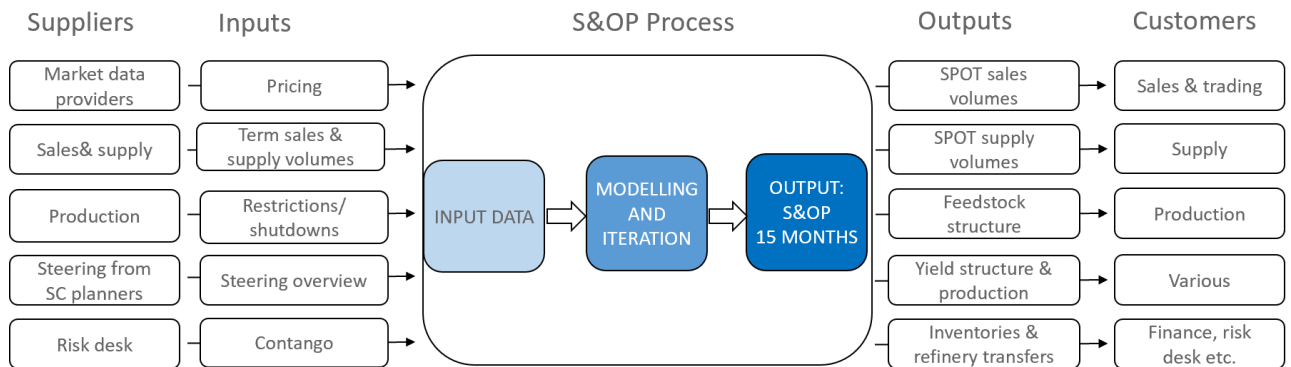 Suppliers
Inputs
S&OP Process
Outputs
Customers
Market data
providers
Pricing
SPOT sales
volumes
Sales & trading
Sales& supply
Term sales &
supply volumes
SPOT supply
volumes
Supply
Production
Restrictions/
shutdowns
INPUT DATA
MODELLING
AND
ITERATION
OUTPUT:
S&OP
15 MONTHS
Feedstock
structure
Production
Steering from
SC planners
Steering overview
Yield structure &
production
Various
Risk desk
Contango
Inventories &
refinery transfers
Finance, risk
desk etc.